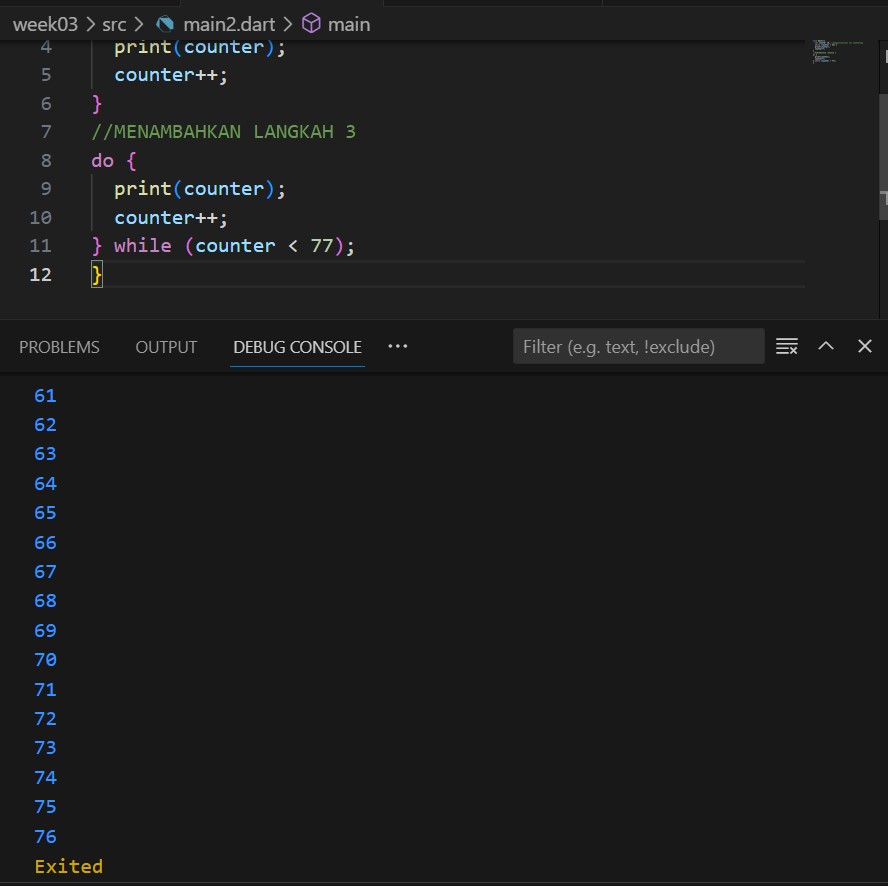 week03 > src > main2.dart > main
4 print(counter);
5 counter++;
6 }
7 //MENAMBAHKAN LANGKAH 3
8 do {
9 print(counter);
10 counter++;
11 } while (counter < 77);
12 }
PROBLEMS OUTPUT DEBUG CONSOLE ··· Filter (e.g. text, !exclude)
61
62
63
64
65
66
67
68
69
70
71
72
73
74
75
76
Exited